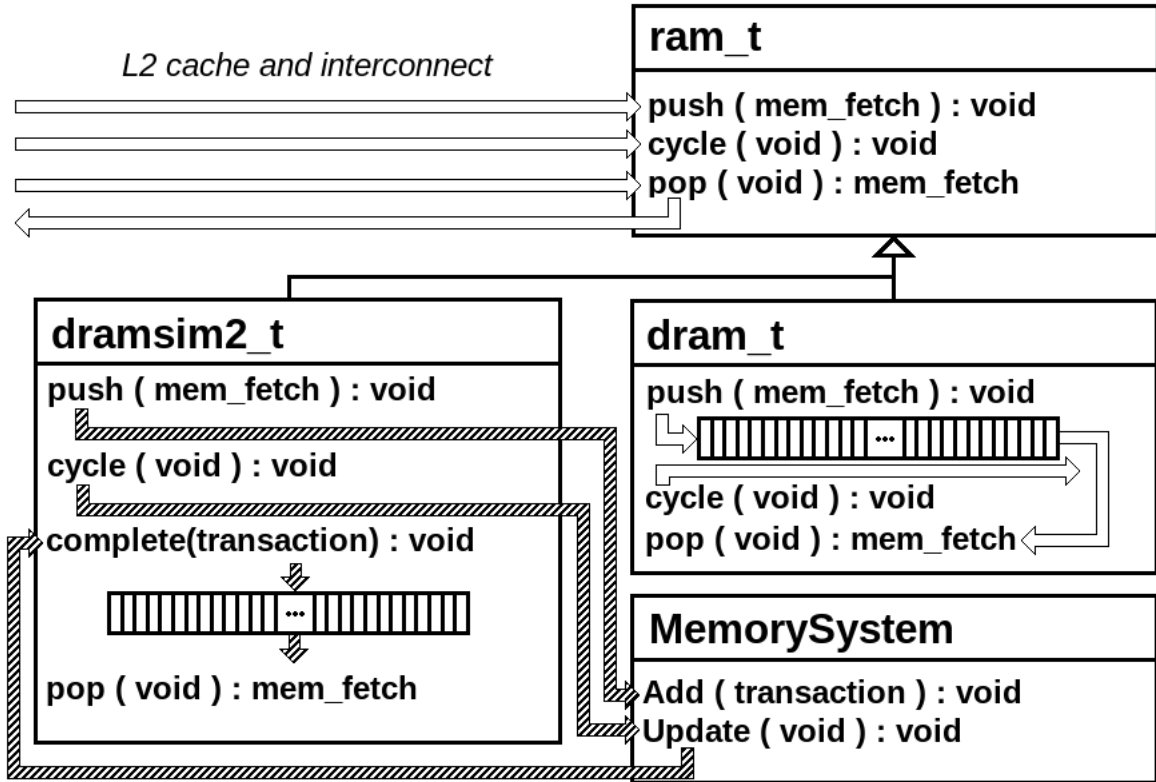 L2 cache and interconnect
ram_t
push ( mem_fetch ) : void
cycle ( void ) : void
pop ( void ) : mem_fetch
dramsim2_t
push ( mem_fetch ) : void
cycle ( void ) : void
complete(transaction) : void
...
pop ( void ) : mem_fetch
dram_t
push ( mem_fetch ) : void
...
cycle ( void ) : void
pop ( void ) : mem_fetch
MemorySystem
Add ( transaction ) : void
Update ( void ) : void